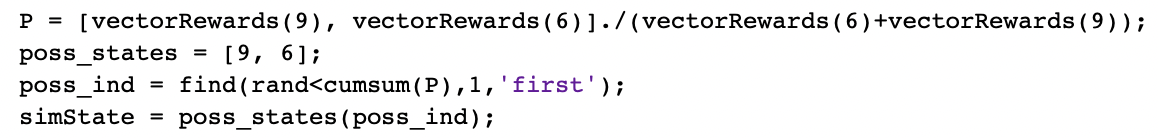 P = [vectorRewards(9), vectorRewards(6)]./(vectorRewards(6)+vectorRewards(9));
poss_states = [9, 6];
poss_ind = find(rand<cumsum(P),1,'first');
simState = poss_states(poss_ind);